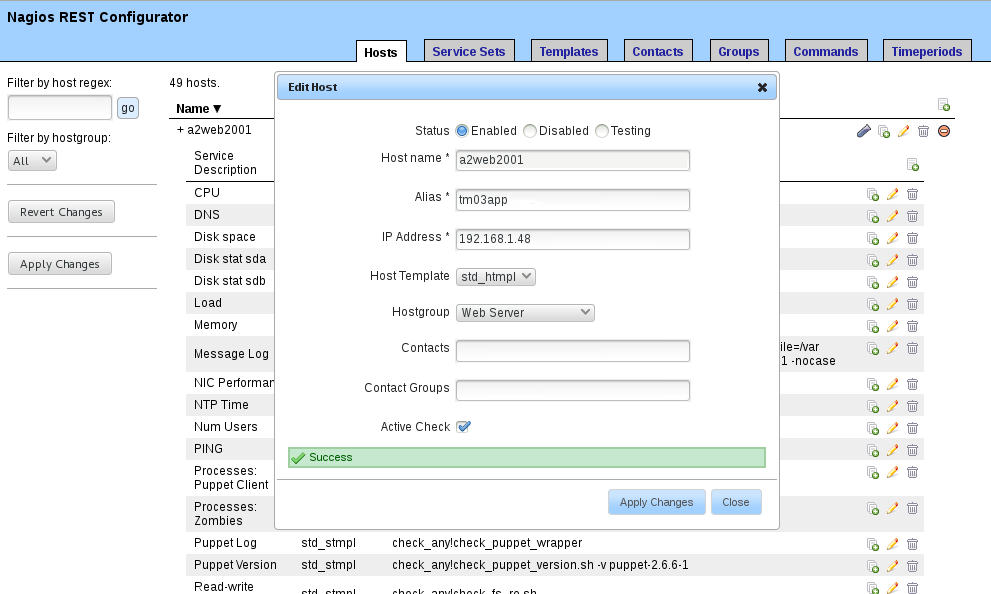 Nagios REST Configurator
Hosts
Service Sets
Templates
Contacts
Groups
Commands
Timeperiods
Filter by host regex:
go
Filter by hostgroup:
All
Revert Changes
Apply Changes
49 hosts.
Name ▼
+ a2web2001
Service
Description
CPU
DNS
Disk space
Disk stat sda
Disk stat sdb
Load
Memory
Message Log
ile=/var
1 -nocase
NIC Performan
NTP Time
Num Users
PING
Processes:
Puppet Client
Processes:
Zombies
Puppet Log std_stmpl check_any!check_puppet_wrapper
Puppet Version std_stmpl check_any!check_puppet_version.sh -v puppet-2.6.6-1
Read-write
std_stmpl check_any!check_fs_ro.sh
Edit Host
Status Enabled Disabled Testing
Host name * a2web2001
Alias * tm03app
IP Address * 192.168.1.48
Host Template std_htmpl
Hostgroup Web Server
Contacts
Contact Groups
Active Check
Success
Apply Changes Close